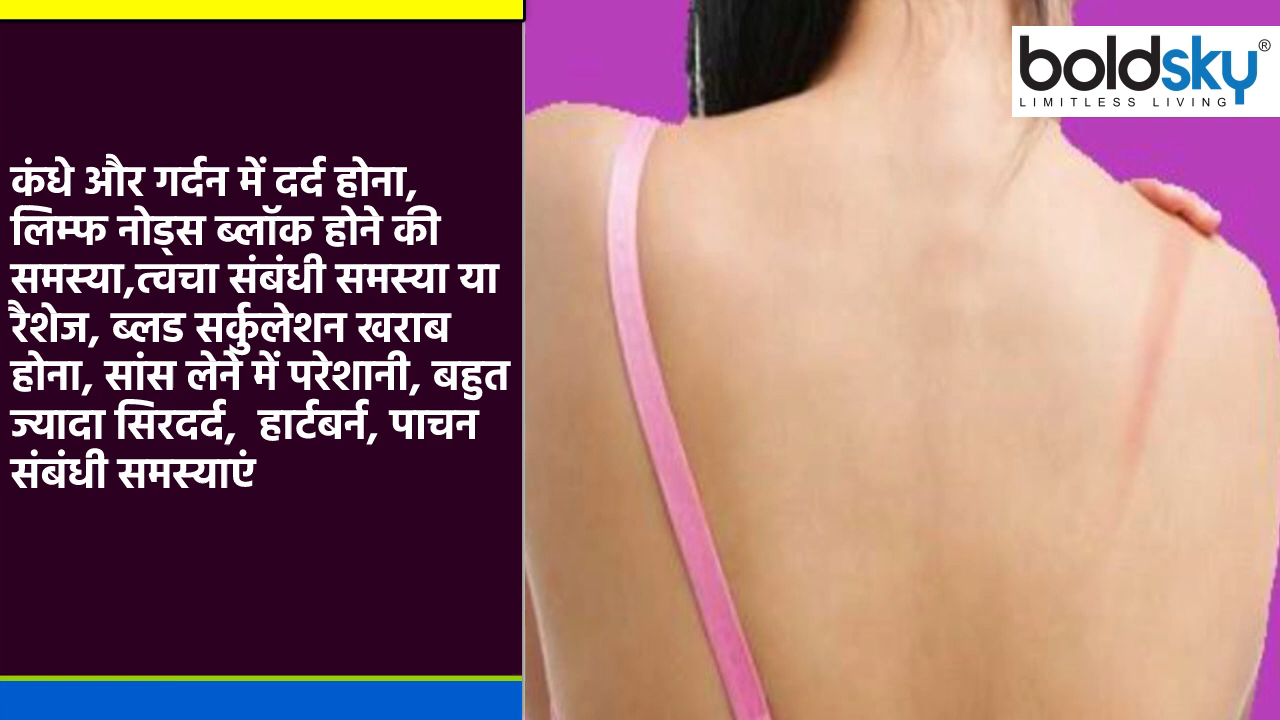 boldsky®
LIMITLESS LIVING
कंधे और गर्दन में दर्द होना,
लिम्फ नोड्स ब्लॉक होने की
समस्या,त्वचा संबंधी समस्या या
रैशेज, ब्लड सर्कुलेशन खराब
होना, सांस लेने में परेशानी, बहुत
ज्यादा सिरदर्द,  हार्टबर्न, पाचन
संबंधी समस्याएं